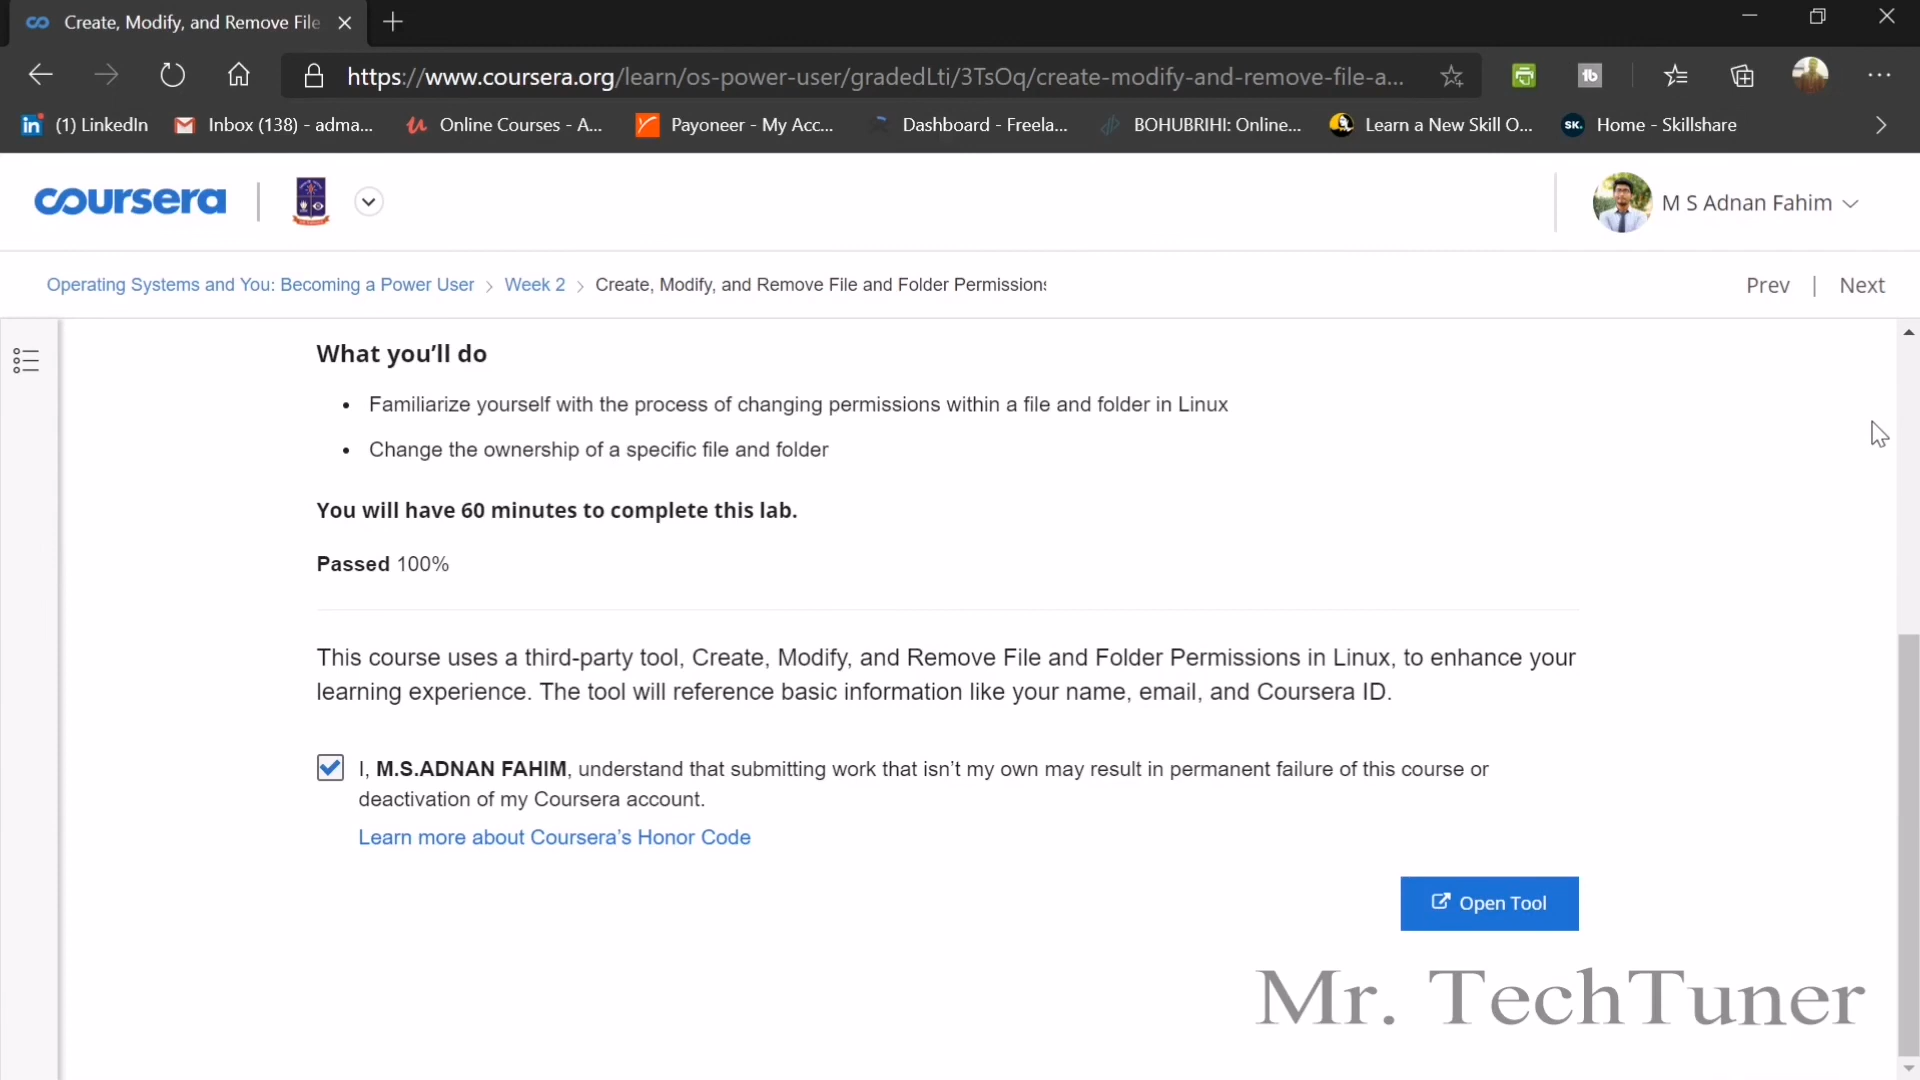 Create, Modify, and Remove File
https://www.coursera.org/learn/os-power-user/gradedLti/3TsOq/create-modify-and-remove-file-a...
in (1) LinkedIn Inbox (138) - adma... Online Courses - A... Payoneer - My Acc... Dashboard - Freela... BOHUBRIHI: Online... Learn a New Skill O... SK. Home - Skillshare
coursera M S Adnan Fahim
Operating Systems and You: Becoming a Power User > Week 2 > Create, Modify, and Remove File and Folder Permissions Prev | Next
What you’ll do
• Familiarize yourself with the process of changing permissions within a file and folder in Linux
• Change the ownership of a specific file and folder
You will have 60 minutes to complete this lab.
Passed 100%
This course uses a third-party tool, Create, Modify, and Remove File and Folder Permissions in Linux, to enhance your
learning experience. The tool will reference basic information like your name, email, and Coursera ID.
I, M.S.ADNAN FAHIM, understand that submitting work that isn’t my own may result in permanent failure of this course or
deactivation of my Coursera account.
Learn more about Coursera’s Honor Code
Open Tool
Mr. TechTuner